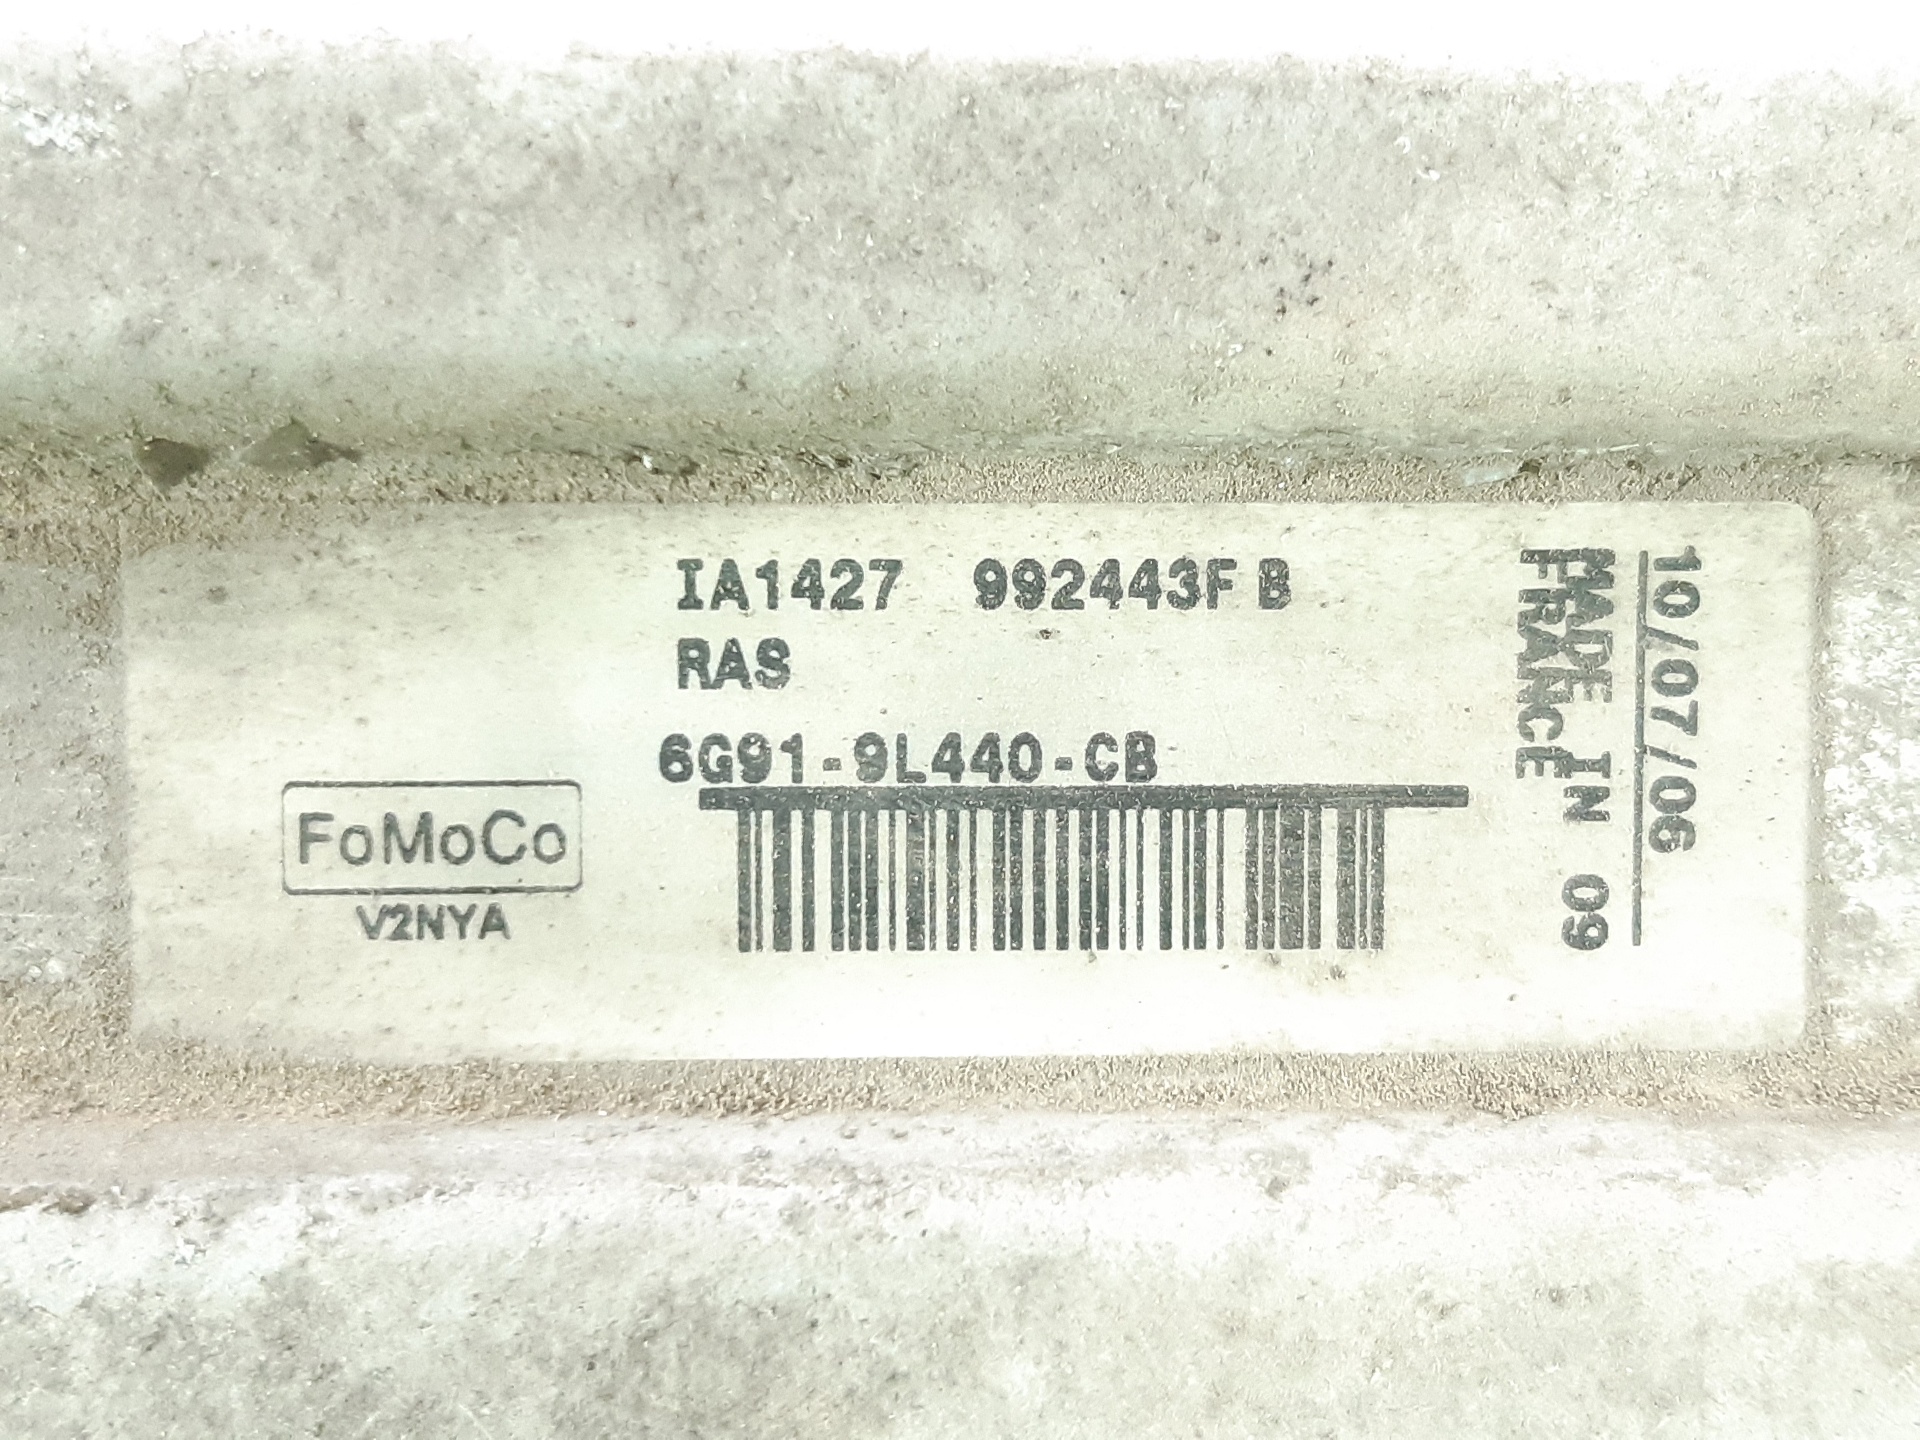 IA1427 992443F B
RAS
6G91-9L440-CB
FoMoCo
V2NYA
10/07/06
MADE IN 09
FRANCE